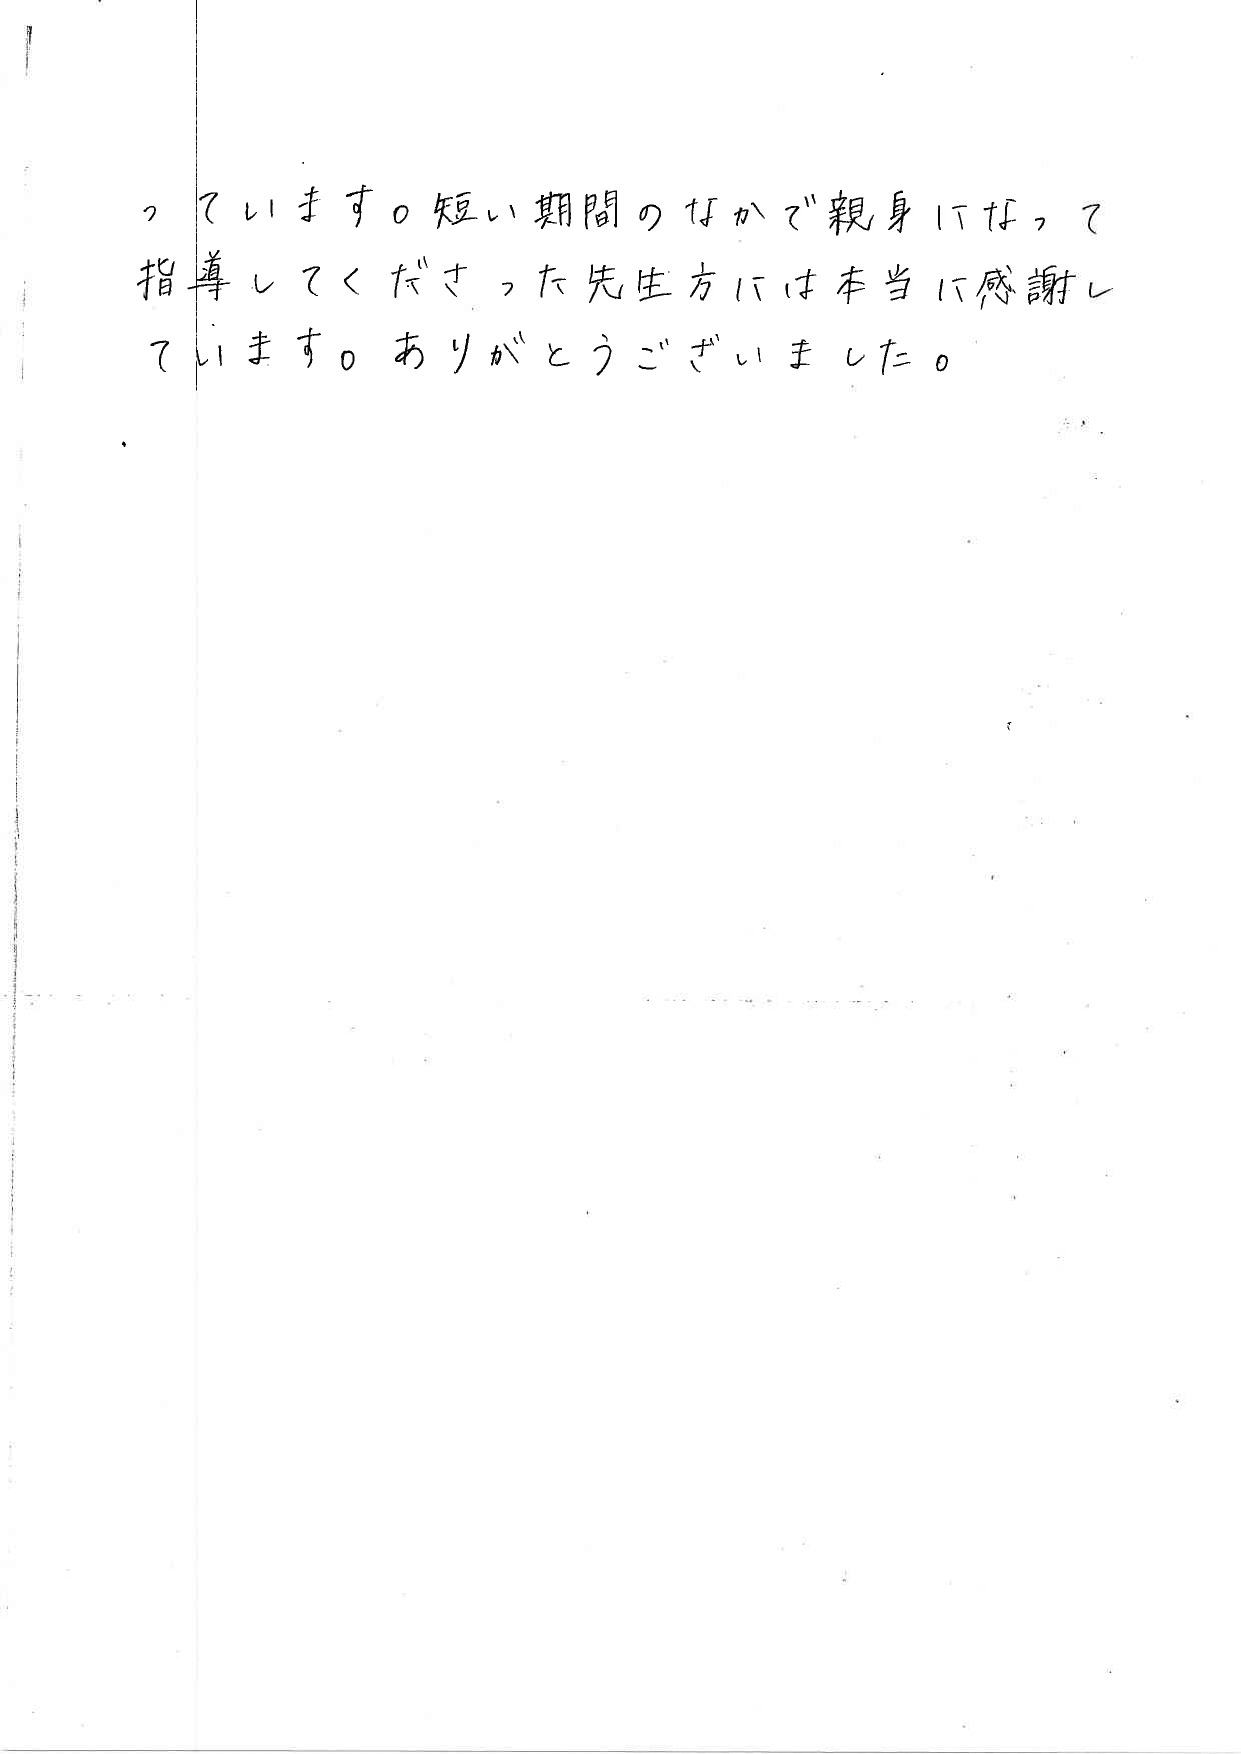 っています。短い期間のなかで親身になって
指導してくださった先生方には本当に感謝し
ています。ありがとうございました。